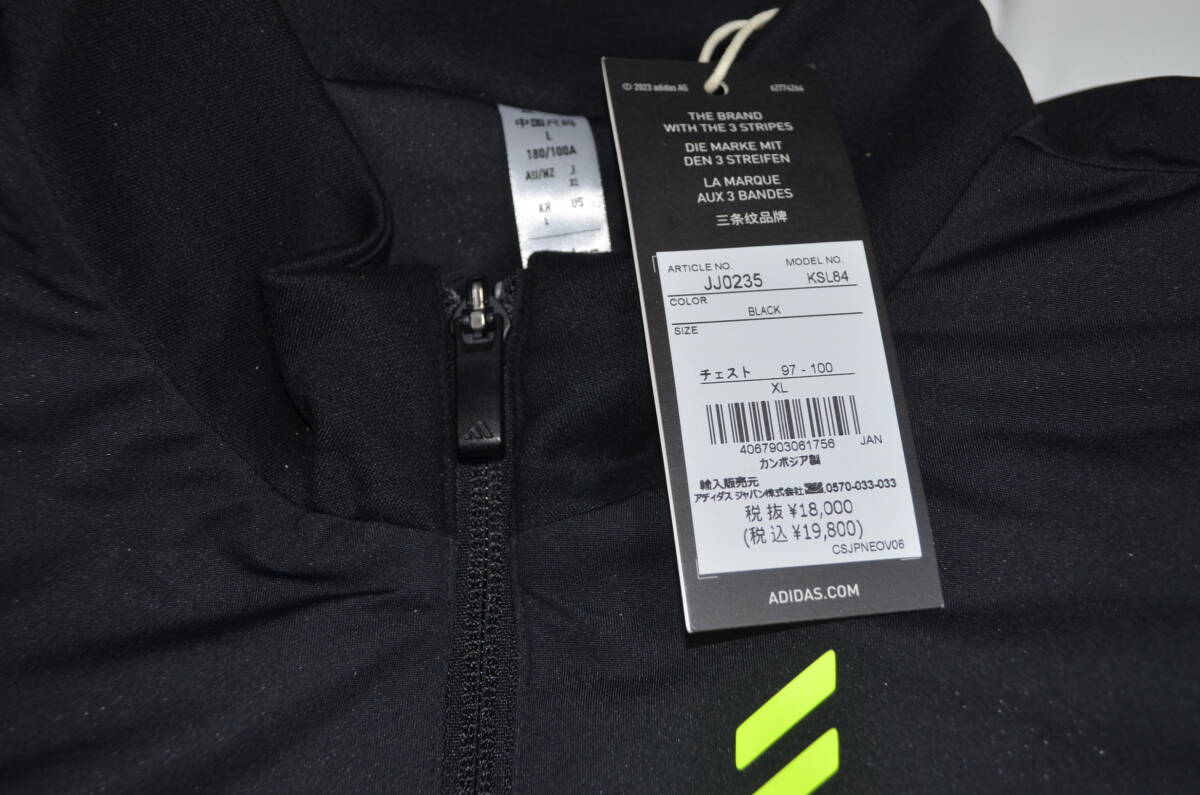 中国尺码
L
180/100A
AU/NZ J
XL
KR US
L
© 2023 adidas AG 62774264
THE BRAND
WITH THE 3 STRIPES
DIE MARKE MIT
DEN 3 STREIFEN
LA MARQUE
AUX 3 BANDES
三条纹品牌
ARTICLE NO. MODEL NO.
JJ0235 KSL84
COLOR
BLACK
SIZE
チェスト 97 - 100
XL
4067903061756 JAN
カンボジア製
輸入販売元
アディダス ジャパン株式会社 0570-033-033
税抜 ¥18,000
(税込 ¥19,800)
CSJPNEOV06
ADIDAS.COM